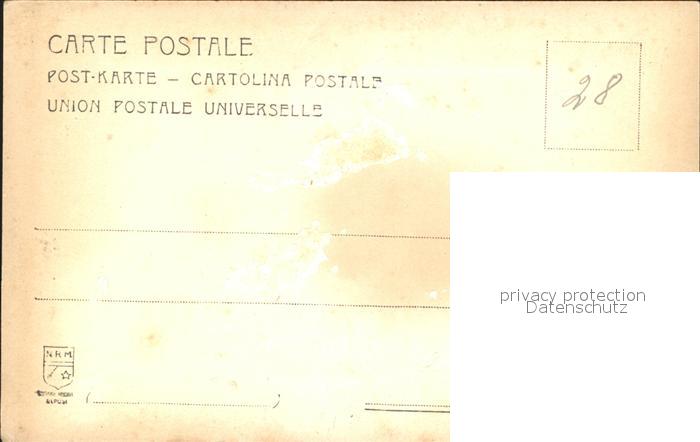 CARTE POSTALE
POST-KARTE – CARTOLINA POSTALE
UNION POSTALE UNIVERSELLE
28
privacy protection
Datenschutz
N.R.M.
( )